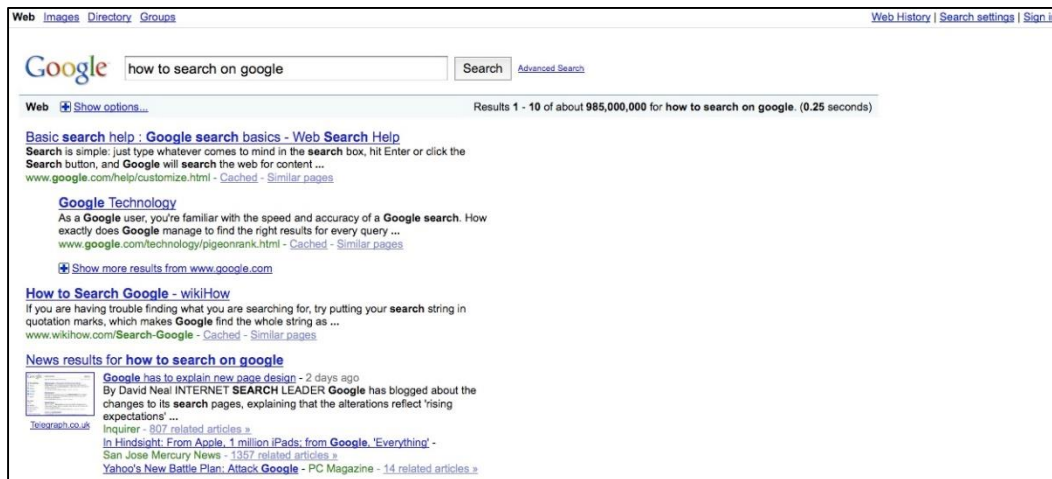 Web Images Directory Groups
Web History | Search settings | Sign i
Google how to search on google Search Advanced Search
Web Show options... Results 1 - 10 of about 985,000,000 for how to search on google. (0.25 seconds)
Basic search help : Google search basics - Web Search Help
Search is simple: just type whatever comes to mind in the search box, hit Enter or click the
Search button, and Google will search the web for content ...
www.google.com/help/customize.html - Cached - Similar pages
Google Technology
As a Google user, you're familiar with the speed and accuracy of a Google search. How
exactly does Google manage to find the right results for every query ...
www.google.com/technology/pigeonrank.html - Cached - Similar pages
Show more results from www.google.com
How to Search Google - wikiHow
If you are having trouble finding what you are searching for, try putting your search string in
quotation marks, which makes Google find the whole string as ...
www.wikihow.com/Search-Google - Cached - Similar pages
News results for how to search on google
Google has to explain new page design - 2 days ago
By David Neal INTERNET SEARCH LEADER Google has blogged about the
changes to its search pages, explaining that the alterations reflect 'rising
expectations' ...
Telegraph.co.uk
Inquirer - 807 related articles »
In Hindsight: From Apple, 1 million iPads; from Google, 'Everything' -
San Jose Mercury News - 1357 related articles »
Yahoo's New Battle Plan: Attack Google - PC Magazine - 14 related articles »